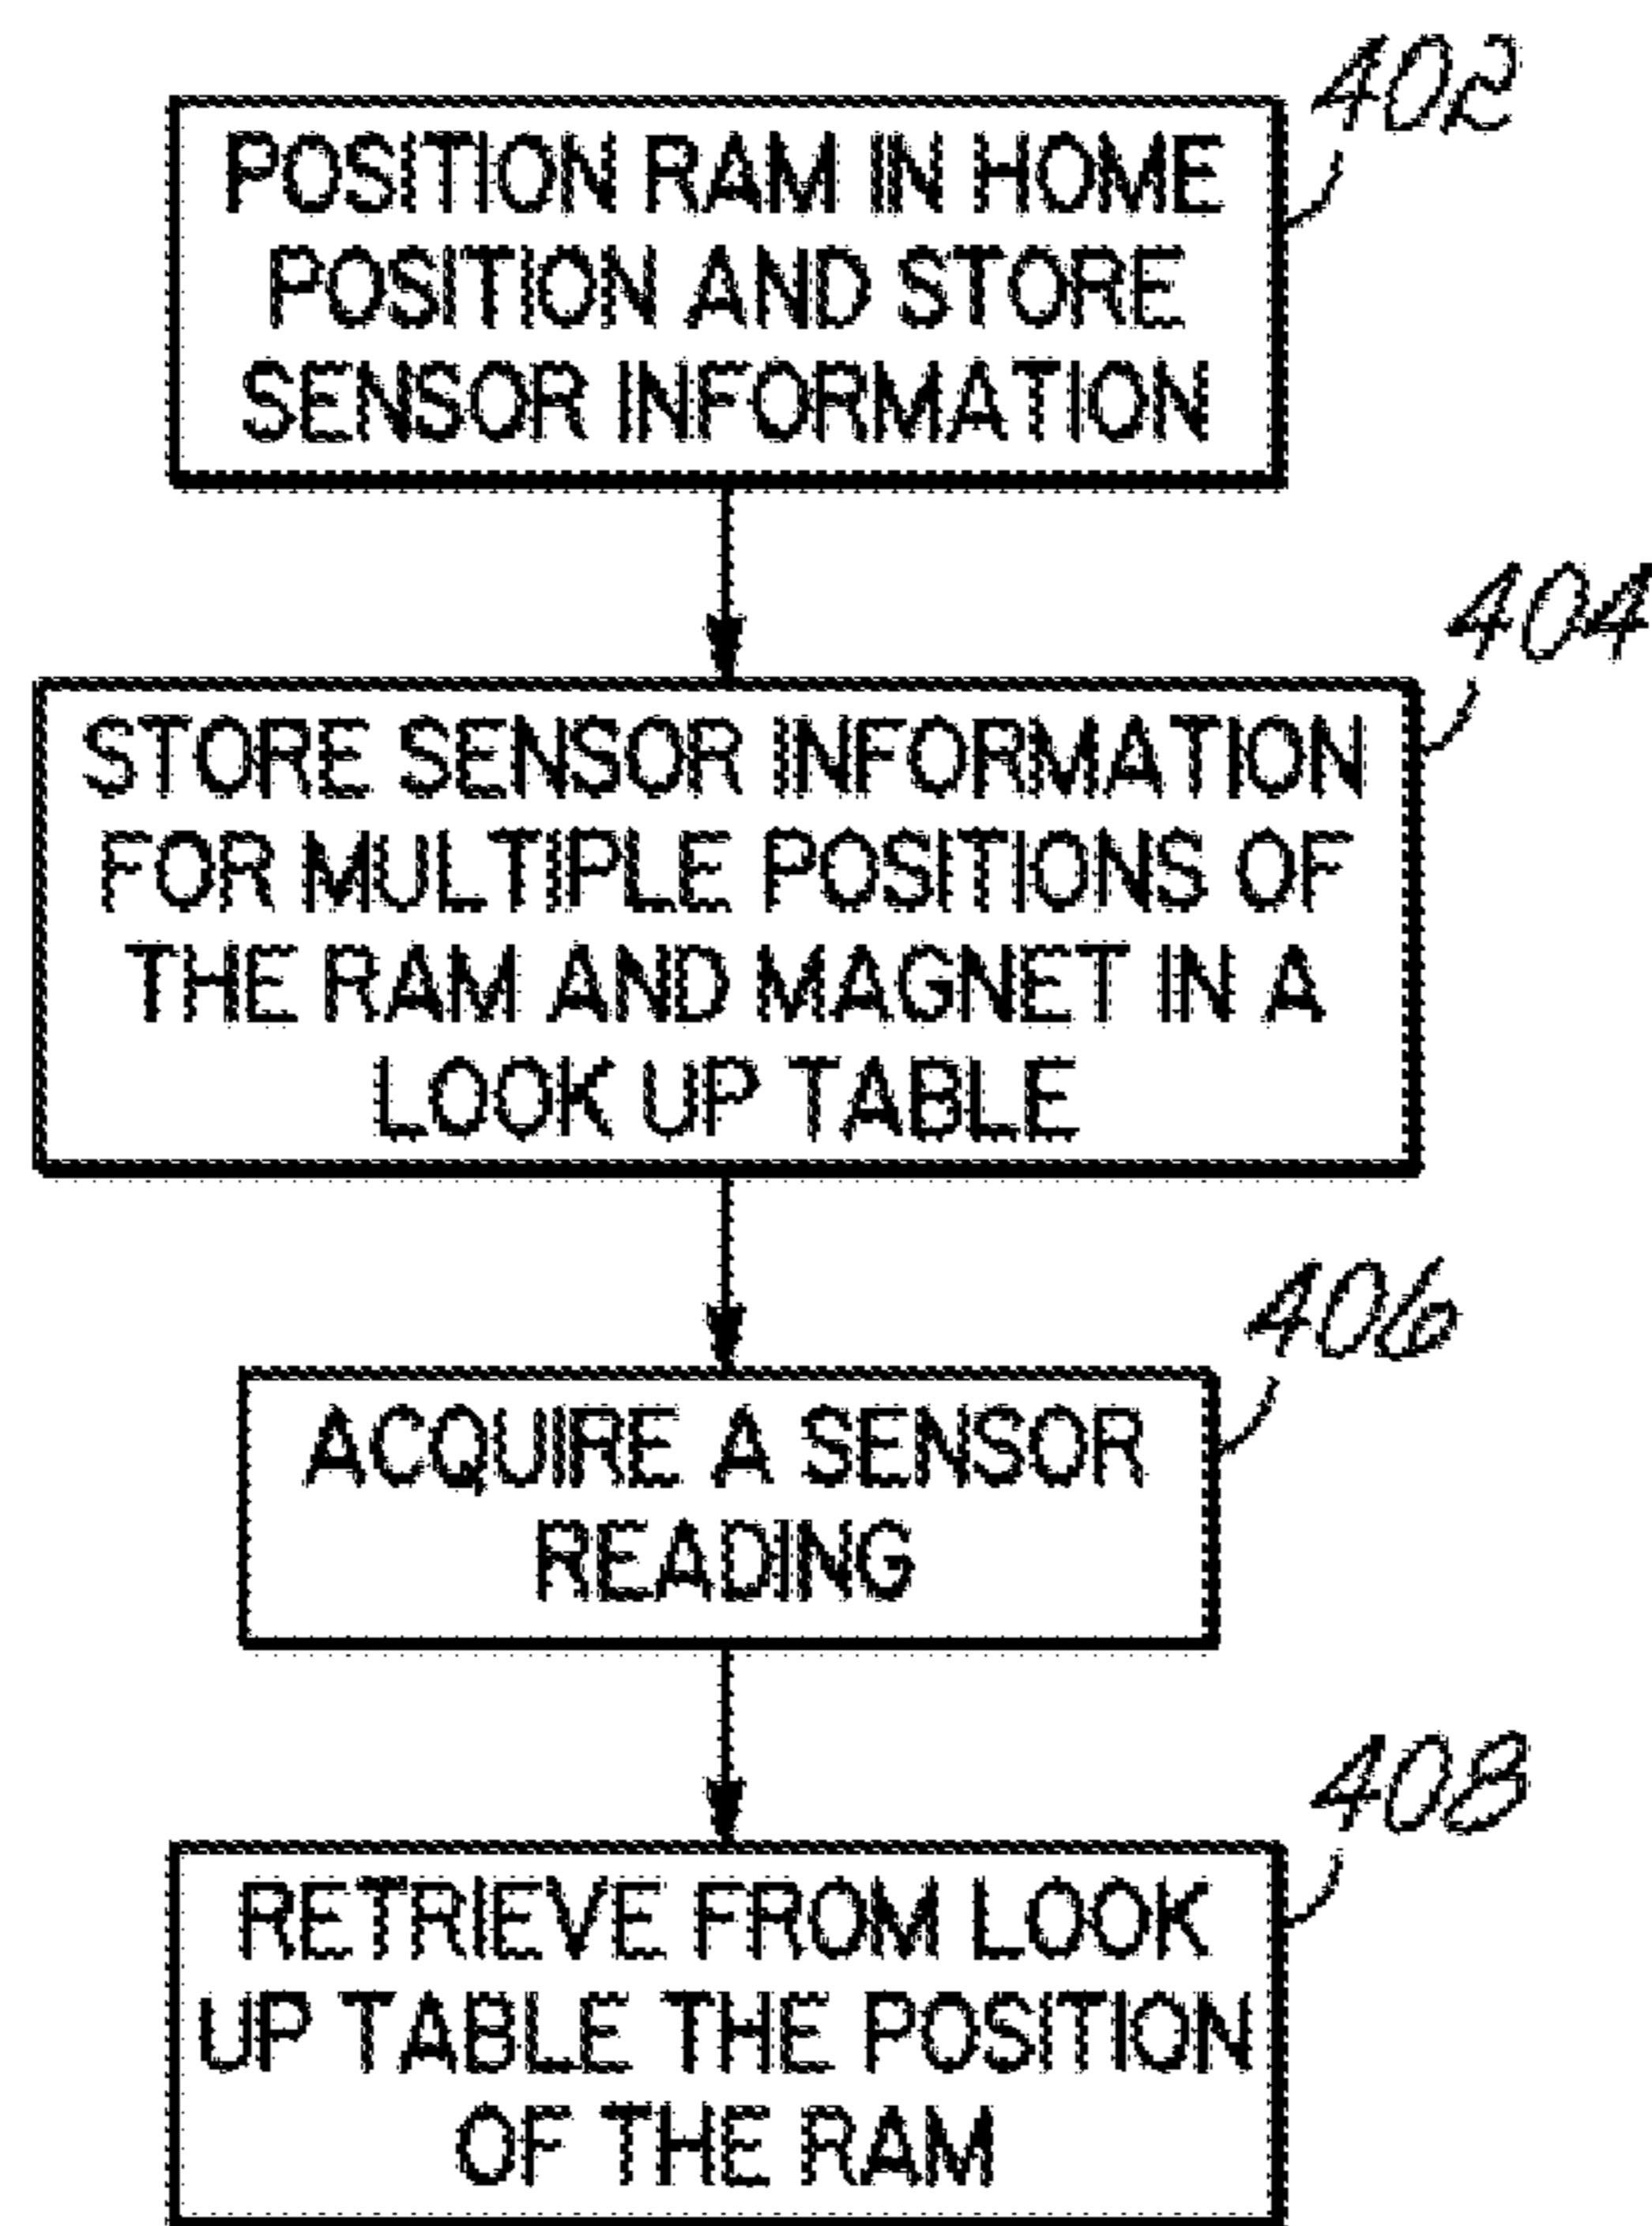 402
POSITION RAM IN HOME
POSITION AND STORE
SENSOR INFORMATION
404
STORE SENSOR INFORMATION
FOR MULTIPLE POSITIONS OF
THE RAM AND MAGNET IN A
LOOK UP TABLE
406
ACQUIRE A SENSOR
READING
408
RETRIEVE FROM LOOK
UP TABLE THE POSITION
OF THE RAM